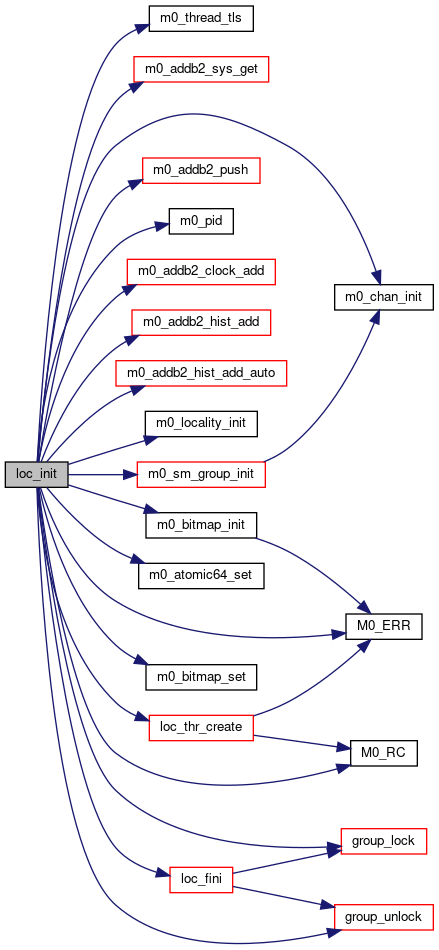 m0_thread_tls
m0_addb2_sys_get
m0_addb2_push
m0_pid
m0_addb2_clock_add
m0_chan_init
m0_addb2_hist_add
m0_addb2_hist_add_auto
m0_locality_init
loc_init
m0_sm_group_init
m0_bitmap_init
m0_atomic64_set
M0_ERR
m0_bitmap_set
loc_thr_create
M0_RC
group_lock
loc_fini
group_unlock